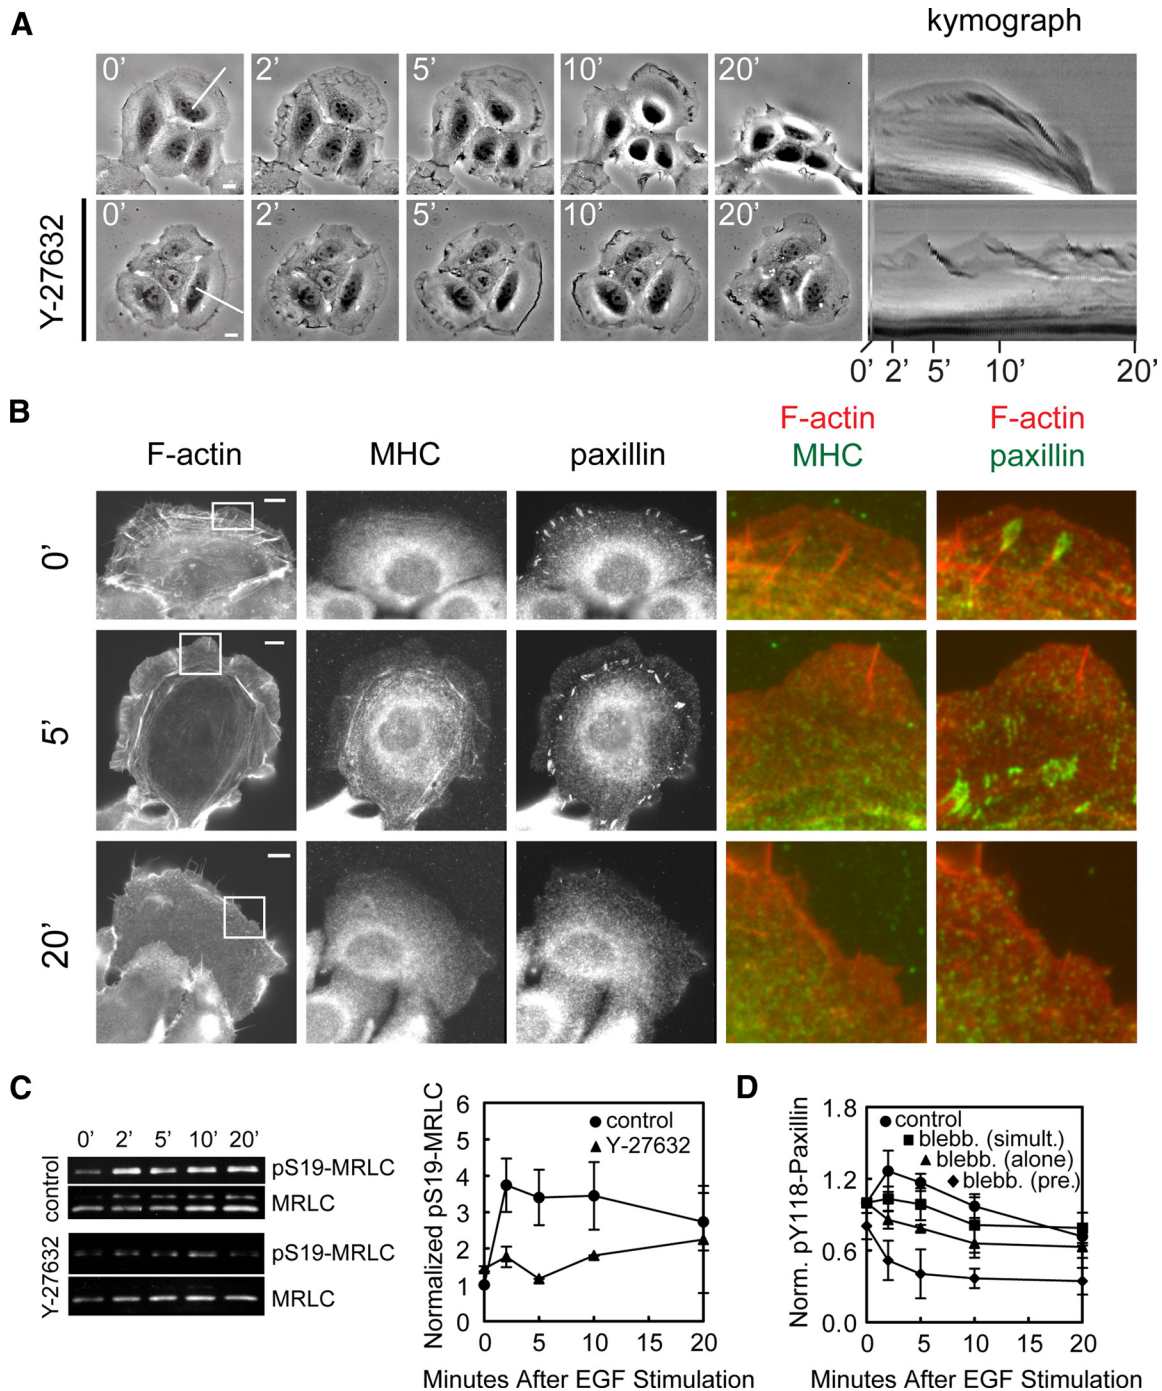 A
kymograph
0' 2' 5' 10' 20'
Y-27632
0' 2' 5' 10' 20'
0' 2' 5' 10' 20'
B
F-actin MHC paxillin F-actin MHC F-actin paxillin
0'
5'
20'
C
0' 2' 5' 10' 20'
control
pS19-MRLC
MRLC
Y-27632
pS19-MRLC
MRLC
Normalized pS19-MRLC
6
5
4
3
2
1
0
control
Y-27632
0 5 10 15 20
Minutes After EGF Stimulation
D
Norm. pY118-Paxillin
1.8
1.2
0.6
0.0
control
blebb. (simult.)
blebb. (alone)
blebb. (pre.)
0 5 10 15 20
Minutes After EGF Stimulation